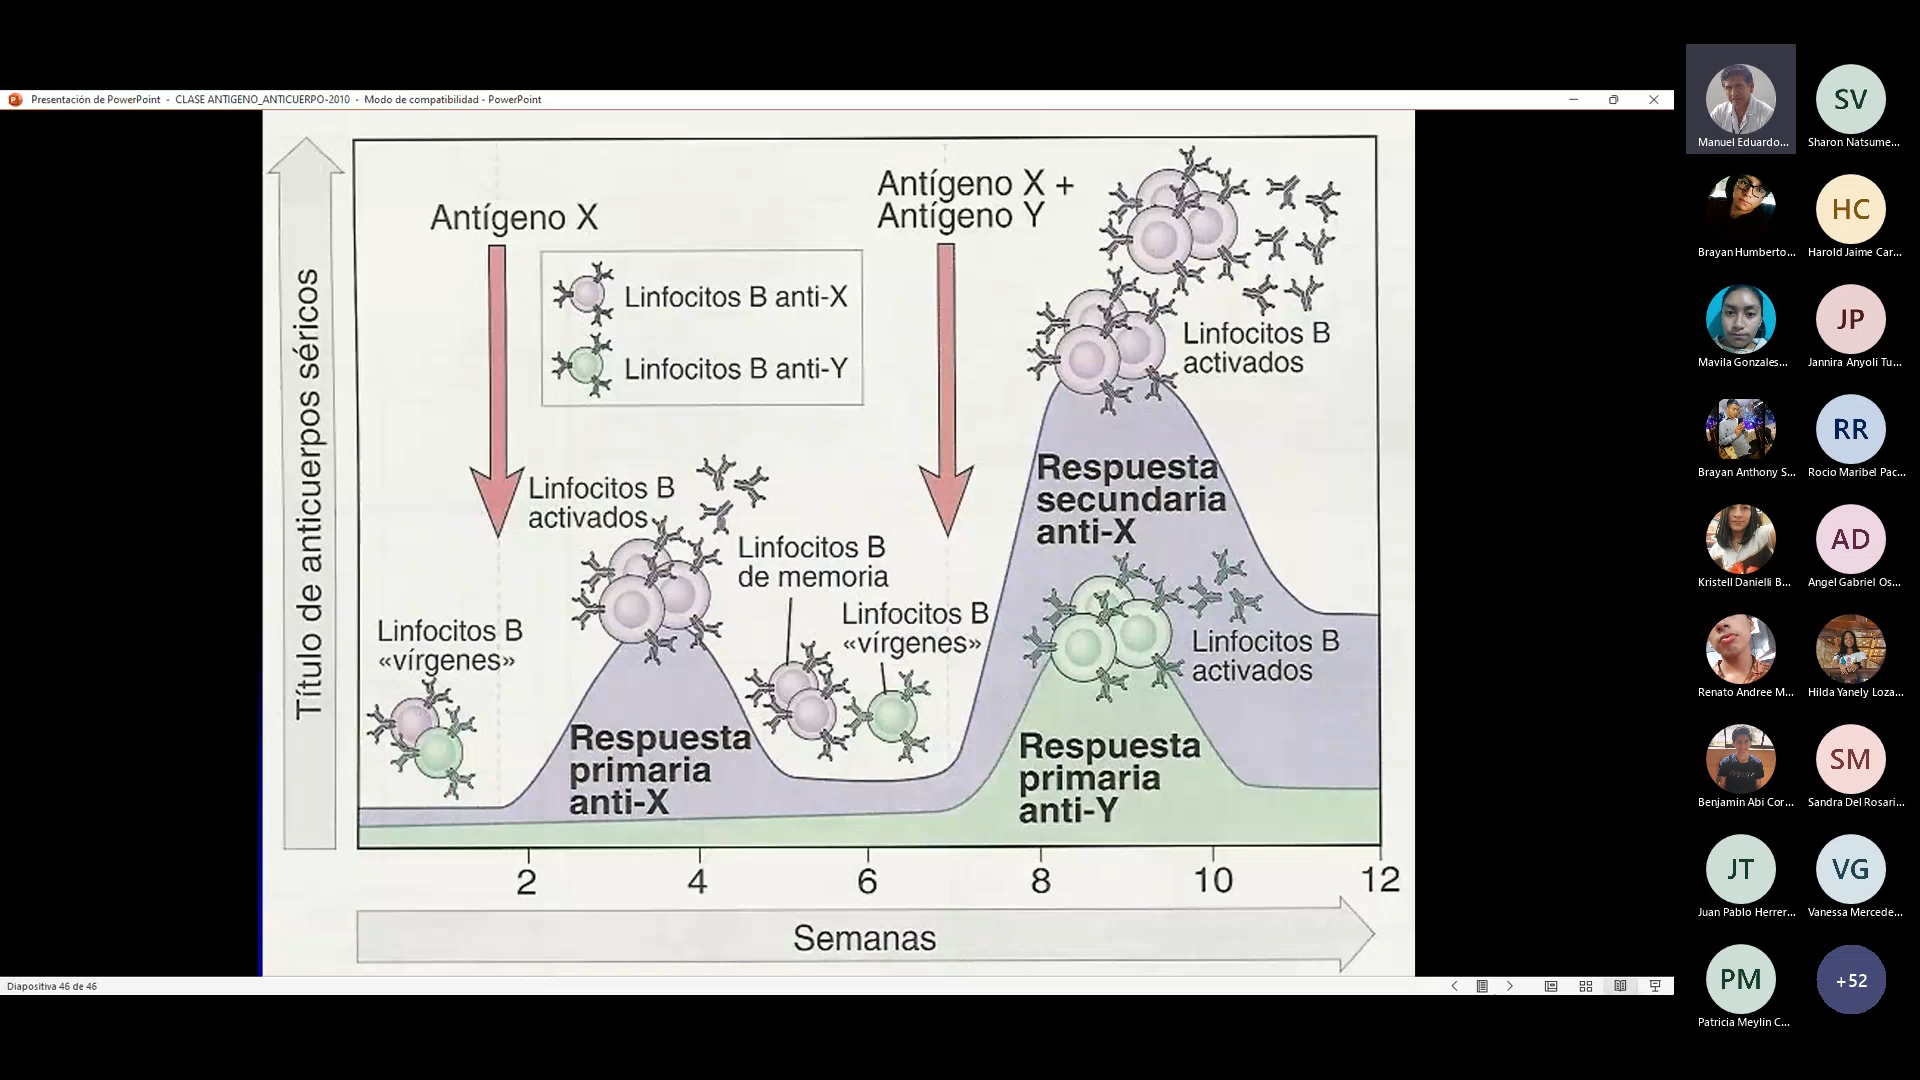 Presentación de PowerPoint - CLASE ANTIGENO_ANTICUERPO-2010 - Modo de compatibilidad - PowerPoint
Título de anticuerpos séricos
Antígeno X
Antígeno X +
Antígeno Y
Linfocitos B anti-X
Linfocitos B anti-Y
Linfocitos B
activados
Linfocitos B
activados
Respuesta
secundaria
anti-X
Linfocitos B
de memoria
Linfocitos B
«vírgenes»
Linfocitos B
«vírgenes»
Linfocitos B
activados
Respuesta
primaria
anti-X
Respuesta
primaria
anti-Y
2
4
6
8
10
12
Semanas
Diapositiva 46 de 46
Manuel Eduardo...
SV
Sharon Natsume...
Brayan Humberto...
HC
Harold Jaime Car...
Mavila Gonzales...
JP
Jannira Anyoli Tu...
Brayan Anthony S...
RR
Rocio Maribel Pac...
Kristell Danielli B...
AD
Angel Gabriel Os...
Renato Andree M...
Hilda Yanely Loza...
Benjamin Abi Cor...
SM
Sandra Del Rosari...
JT
Juan Pablo Herrer...
VG
Vanessa Mercede...
PM
Patricia Meylin C...
+52